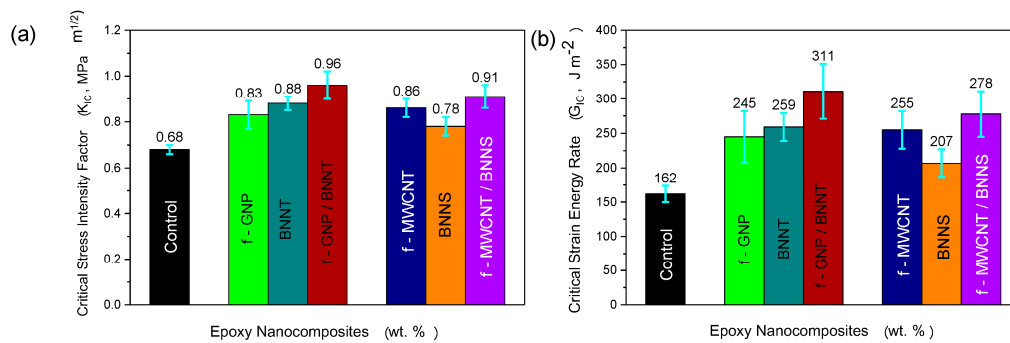 (a)
Critical Stress Intensity Factor (K_IC , MPa m^1/2)
1.2
1.0
0.8
0.6
0.4
0.2
0.0
0.68
0.83
0.88
0.96
0.86
0.78
0.91
Control
f - GNP
BNNT
f - GNP / BNNT
f - MWCNT
BNNS
f - MWCNT / BNNS
Epoxy Nanocomposites (wt. %)
(b)
Critical Strain Energy Rate (G_IC , J m^-2)
400
350
300
250
200
150
100
50
0
162
245
259
311
255
207
278
Control
f - GNP
BNNT
f - GNP / BNNT
f - MWCNT
BNNS
f - MWCNT / BNNS
Epoxy Nanocomposites (wt. %)